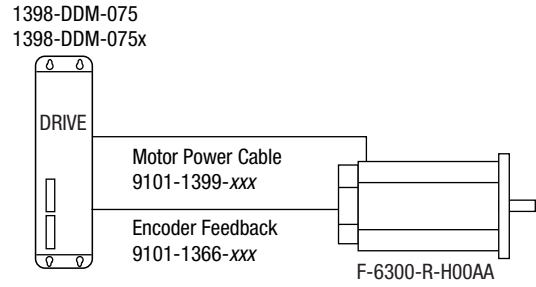 1398-DDM-075
1398-DDM-075x
DRIVE
Motor Power Cable
9101-1399-xxx
Encoder Feedback
9101-1366-xxx
F-6300-R-H00AA